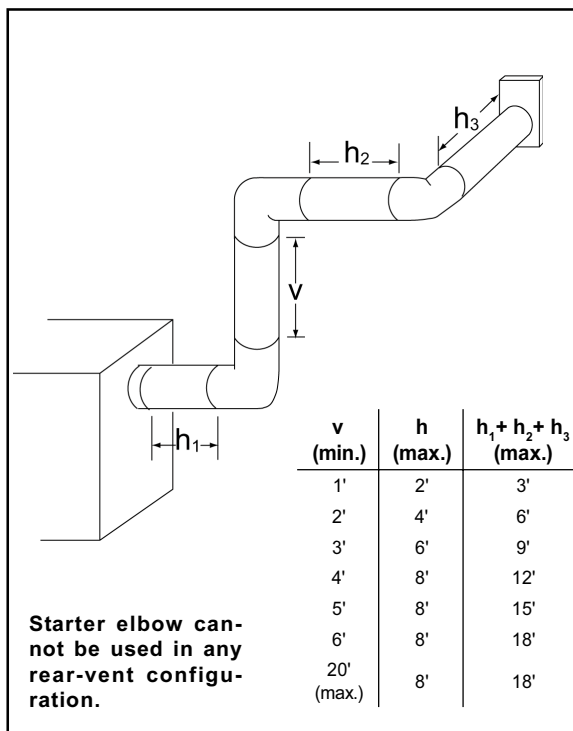 h3
h2
v
h1
v h h1+ h2+ h3
(min.) (max.) (max.)
1' 2' 3'
2' 4' 6'
3' 6' 9'
4' 8' 12'
5' 8' 15'
6' 8' 18'
20'
(max.) 8' 18'
Starter elbow can-
not be used in any
rear-vent configu-
ration.